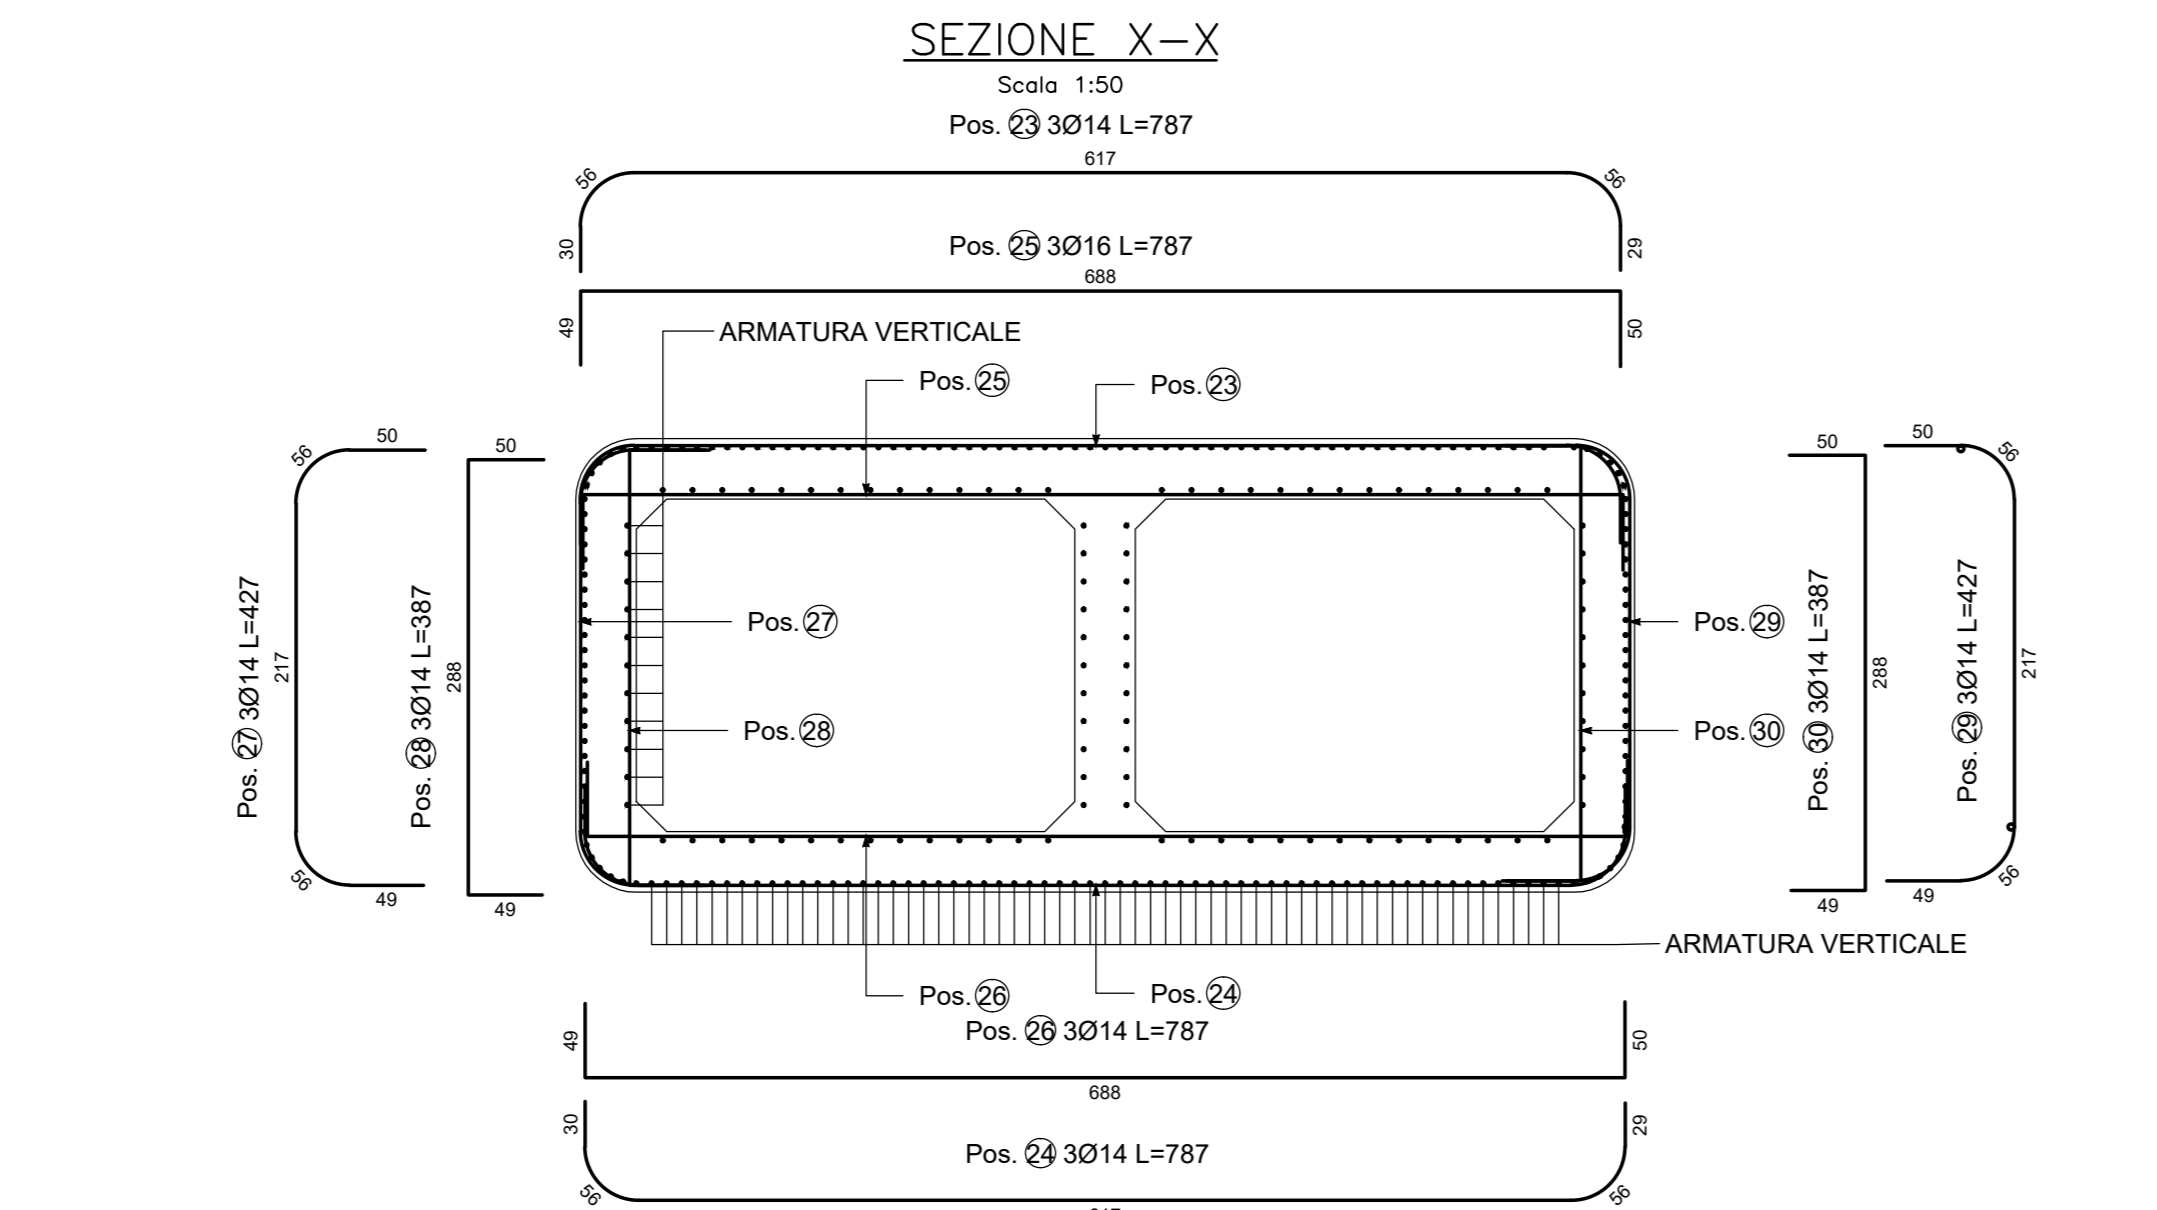 SEZIONE X-X
Scala 1:50
Pos. 23 3Ø14 L=787
617
56
56
30
29
Pos. 25 3Ø16 L=787
688
49
50
ARMATURA VERTICALE
Pos. 25
Pos. 23
50
56
50
50
50
56
Pos. 27 3Ø14 L=427
217
Pos. 28 3Ø14 L=387
288
Pos. 27
Pos. 28
Pos. 29
Pos. 30
Pos. 30 3Ø14 L=387
288
Pos. 29 3Ø14 L=427
217
56
49
49
49
49
56
ARMATURA VERTICALE
Pos. 26
Pos. 24
Pos. 26 3Ø14 L=787
49
50
688
30
29
Pos. 24 3Ø14 L=787
56
56